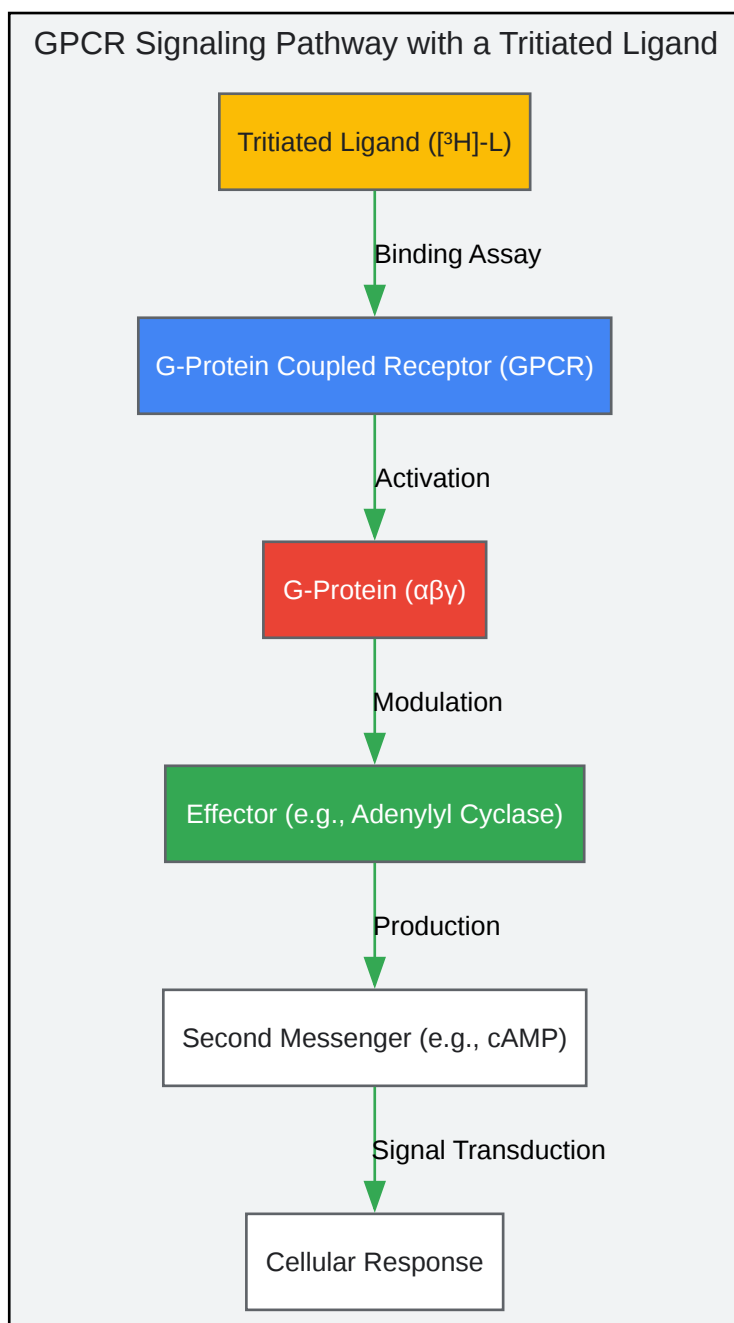 GPCR Signaling Pathway with a Tritiated Ligand
Tritiated Ligand ([³H]-L)
Binding Assay
G-Protein Coupled Receptor (GPCR)
Activation
G-Protein (αβγ)
Modulation
Effector (e.g., Adenylyl Cyclase)
Production
Second Messenger (e.g., cAMP)
Signal Transduction
Cellular Response